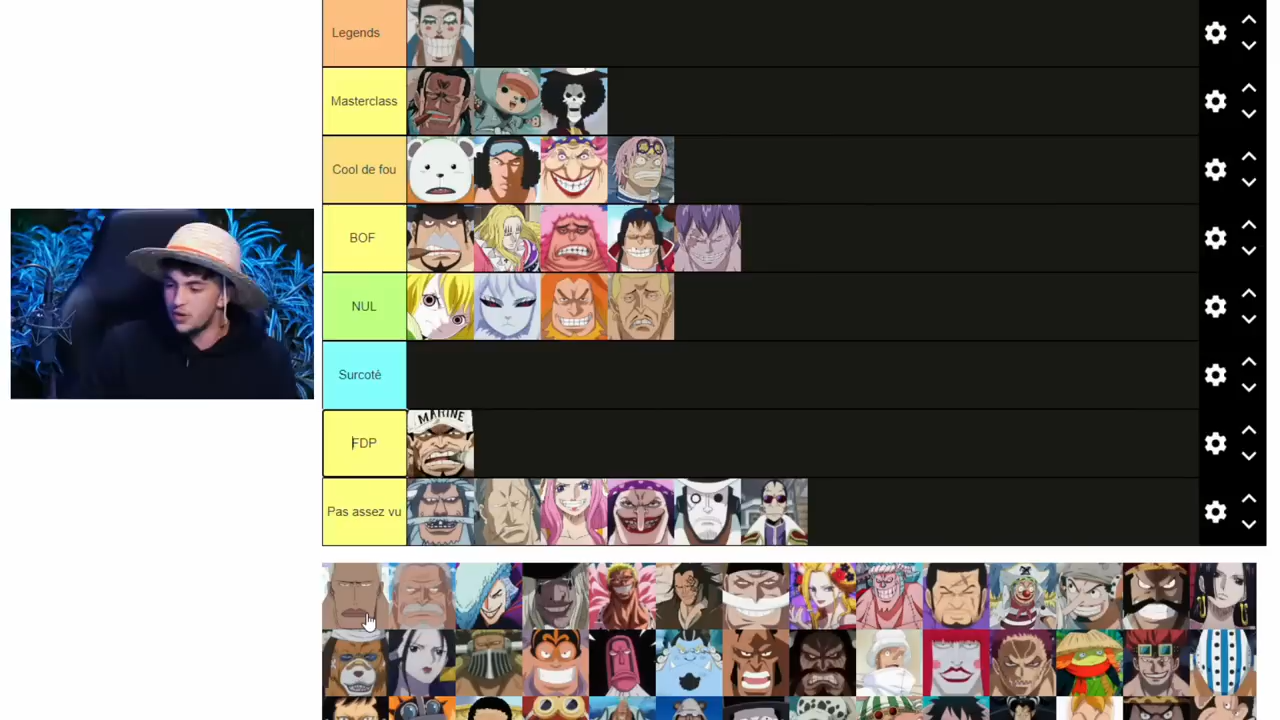 Legends
Masterclass
Cool de fou
BOF
NUL
Surcoté
FDP
MARINE
Pas assez vu